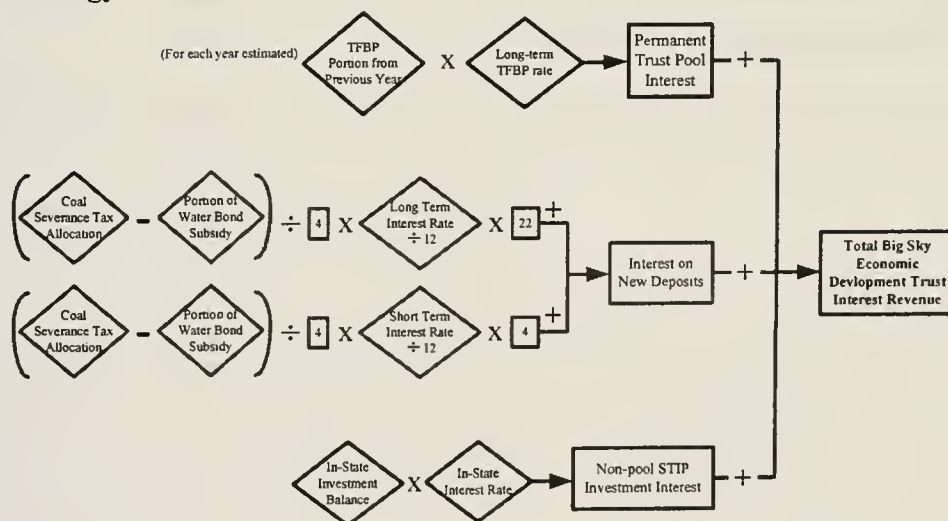 (For each year estimated)
TFBP
Portion from
Previous Year
X
Long-term
TFBP rate
Permanent
Trust Pool
Interest
+
(
Coal
Severance Tax
Allocation
-
Portion of
Water Bond
Subsidy
)
÷
4
X
Long Term
Interest Rate
÷ 12
X
22
+
(
Coal
Severance Tax
Allocation
-
Portion of
Water Bond
Subsidy
)
÷
4
X
Short Term
Interest Rate
÷ 12
X
4
+
Interest on
New Deposits
+
Total Big Sky
Economic
Devlopment Trust
Interest Revenue
In-State
Investment
Balance
X
In-State
Interest Rate
Non-pool STIP
Investment Interest
+